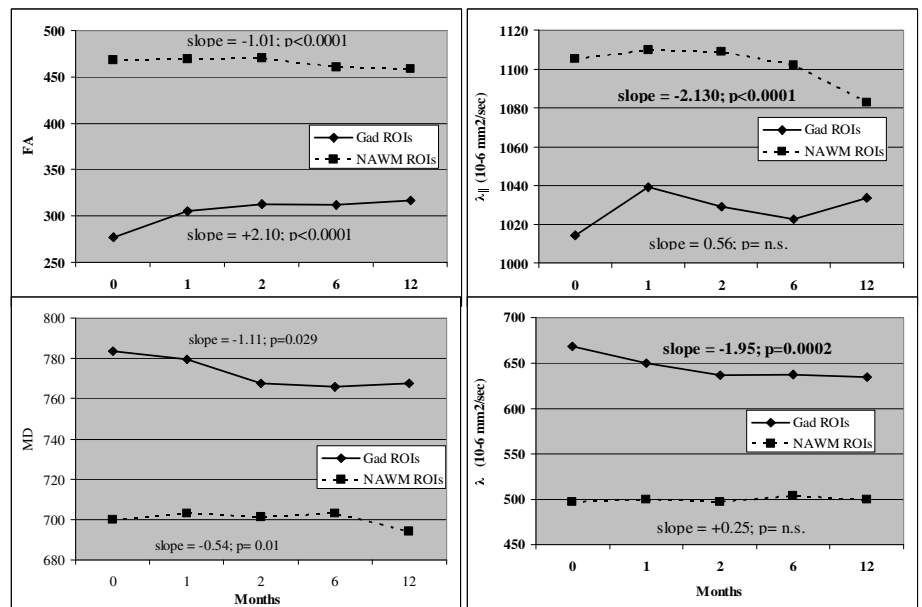 500
slope = -1.01; p<0.0001
450
400
FA
350
300
250
Gad ROIs
NAWM ROIs
slope = +2.10; p<0.0001
0 1 2 6 12
1120
1100
slope = -2.130; p<0.0001
1080
1060
λ|| (10-6 mm2/sec)
Gad ROIs
NAWM ROIs
1040
1020
slope = 0.56; p= n.s.
1000
0 1 2 6 12
800
slope = -1.11; p=0.029
780
760
740
MD
Gad ROIs
NAWM ROIs
720
700
slope = -0.54; p= 0.01
680
0 1 2 6 12
Months
700
slope = -1.95; p=0.0002
650
600
λ (10-6 mm2/sec)
Gad ROIs
NAWM ROIs
550
500
slope = +0.25; p= n.s.
450
0 1 2 6 12
Months